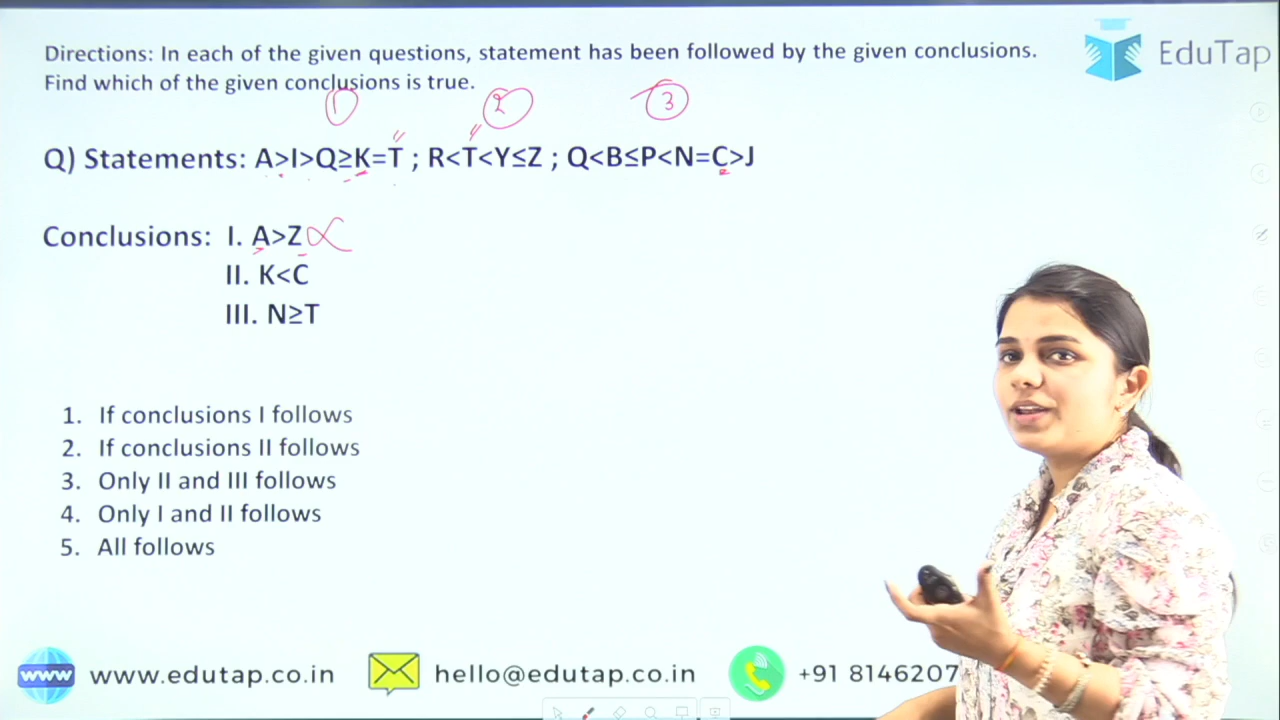 EduTap
Directions: In each of the given questions, statement has been followed by the given conclusions.
Find which of the given conclusions is true.
1 2 3
Q) Statements: A>I>Q≥K=T ; R<T<Y≤Z ; Q<B≤P<N=C>J
Conclusions: I. A>Z
II. K<C
III. N≥T
1. If conclusions I follows
2. If conclusions II follows
3. Only II and III follows
4. Only I and II follows
5. All follows
www www.edutap.co.in hello@edutap.co.in +91 8146207